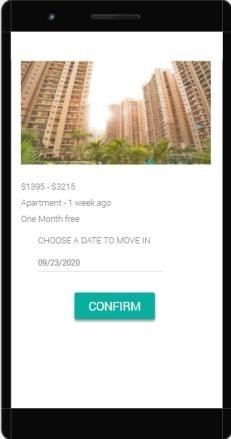 $1395 - $3215
Apartment - 1 week ago
One Month free
CHOOSE A DATE TO MOVE IN
09/23/2020
CONFIRM